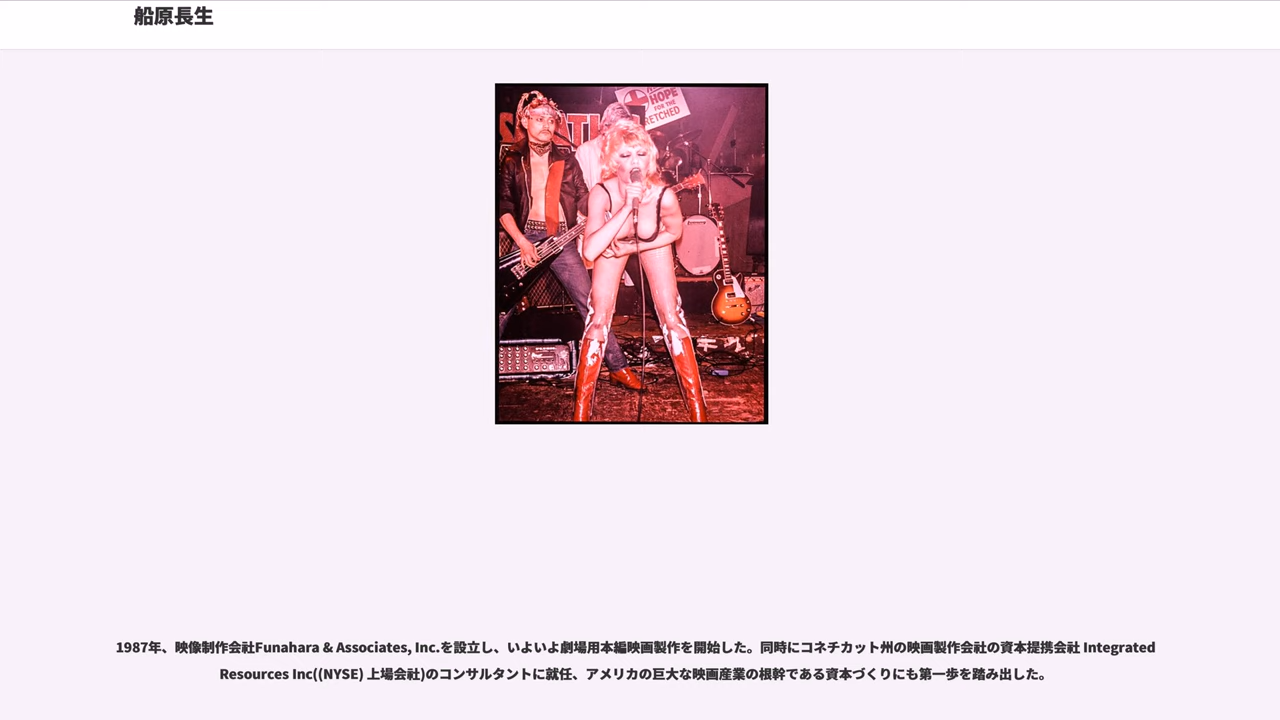 船原長生
HOPE
FOR THE
RETCHED
1987年、映像制作会社Funahara & Associates, Inc.を設立し、いよいよ劇場用本編映画製作を開始した。同時にコネチカット州の映画製作会社の資本提携会社 Integrated
Resources Inc((NYSE) 上場会社)のコンサルタントに就任、アメリカの巨大な映画産業の根幹である資本づくりにも第一歩を踏み出した。